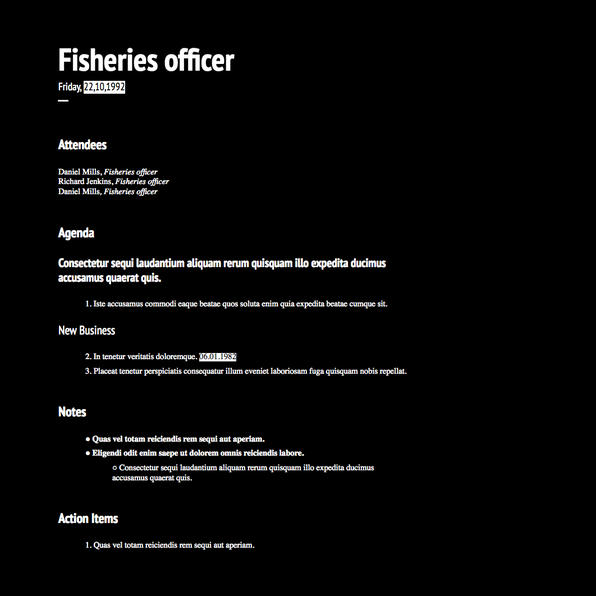 Fisheries officer
Friday, 22,10,1992
Attendees
Daniel Mills, Fisheries officer
Richard Jenkins, Fisheries officer
Daniel Mills, Fisheries officer
Agenda
Consectetur sequi laudantium aliquam rerum quisquam illo expedita ducimus
accusamus quaerat quis.
1. Iste accusamus commodi eaque beatae quos soluta enim quia expedita beatae cumque sit.
New Business
2. In tenetur veritatis doloremque. 06.01.1982
3. Placeat tenetur perspiciatis consequatur illum eveniet laboriosam fuga quisquam nobis repellat.
Notes
● Quas vel totam reiciendis rem sequi aut aperiam.
● Eligendi odit enim saepe ut dolorem omnis reiciendis labore.
○ Consectetur sequi laudantium aliquam rerum quisquam illo expedita ducimus
accusamus quaerat quis.
Action Items
1. Quas vel totam reiciendis rem sequi aut aperiam.